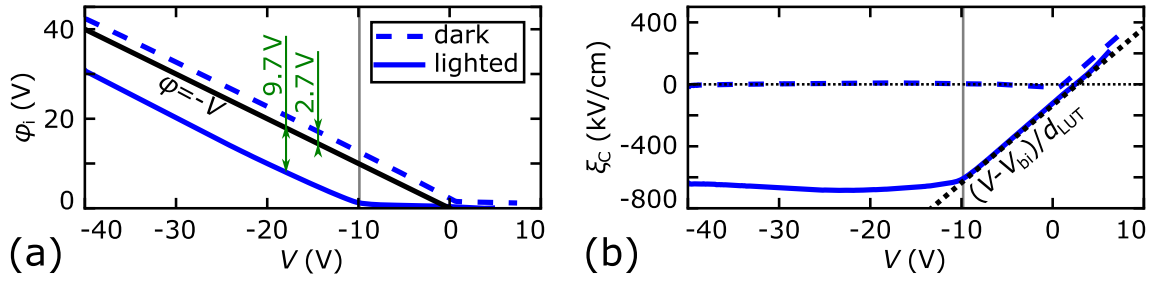 40
20
0
φi (V)
dark
lighted
9.7 V
2.7 V
φ=-V
-40
-30
-20
-10
0
10
V (V)
(a)
400
0
-400
-800
ξC (kV/cm)
(V-Vbi)/dLUT
-40
-30
-20
-10
0
10
V (V)
(b)